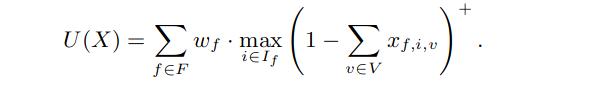 U(X) = \sum_{f \in F} w_f \cdot \max_{i \in I_f} \left( 1 - \sum_{v \in V} x_{f,i,v} \right)^+ .